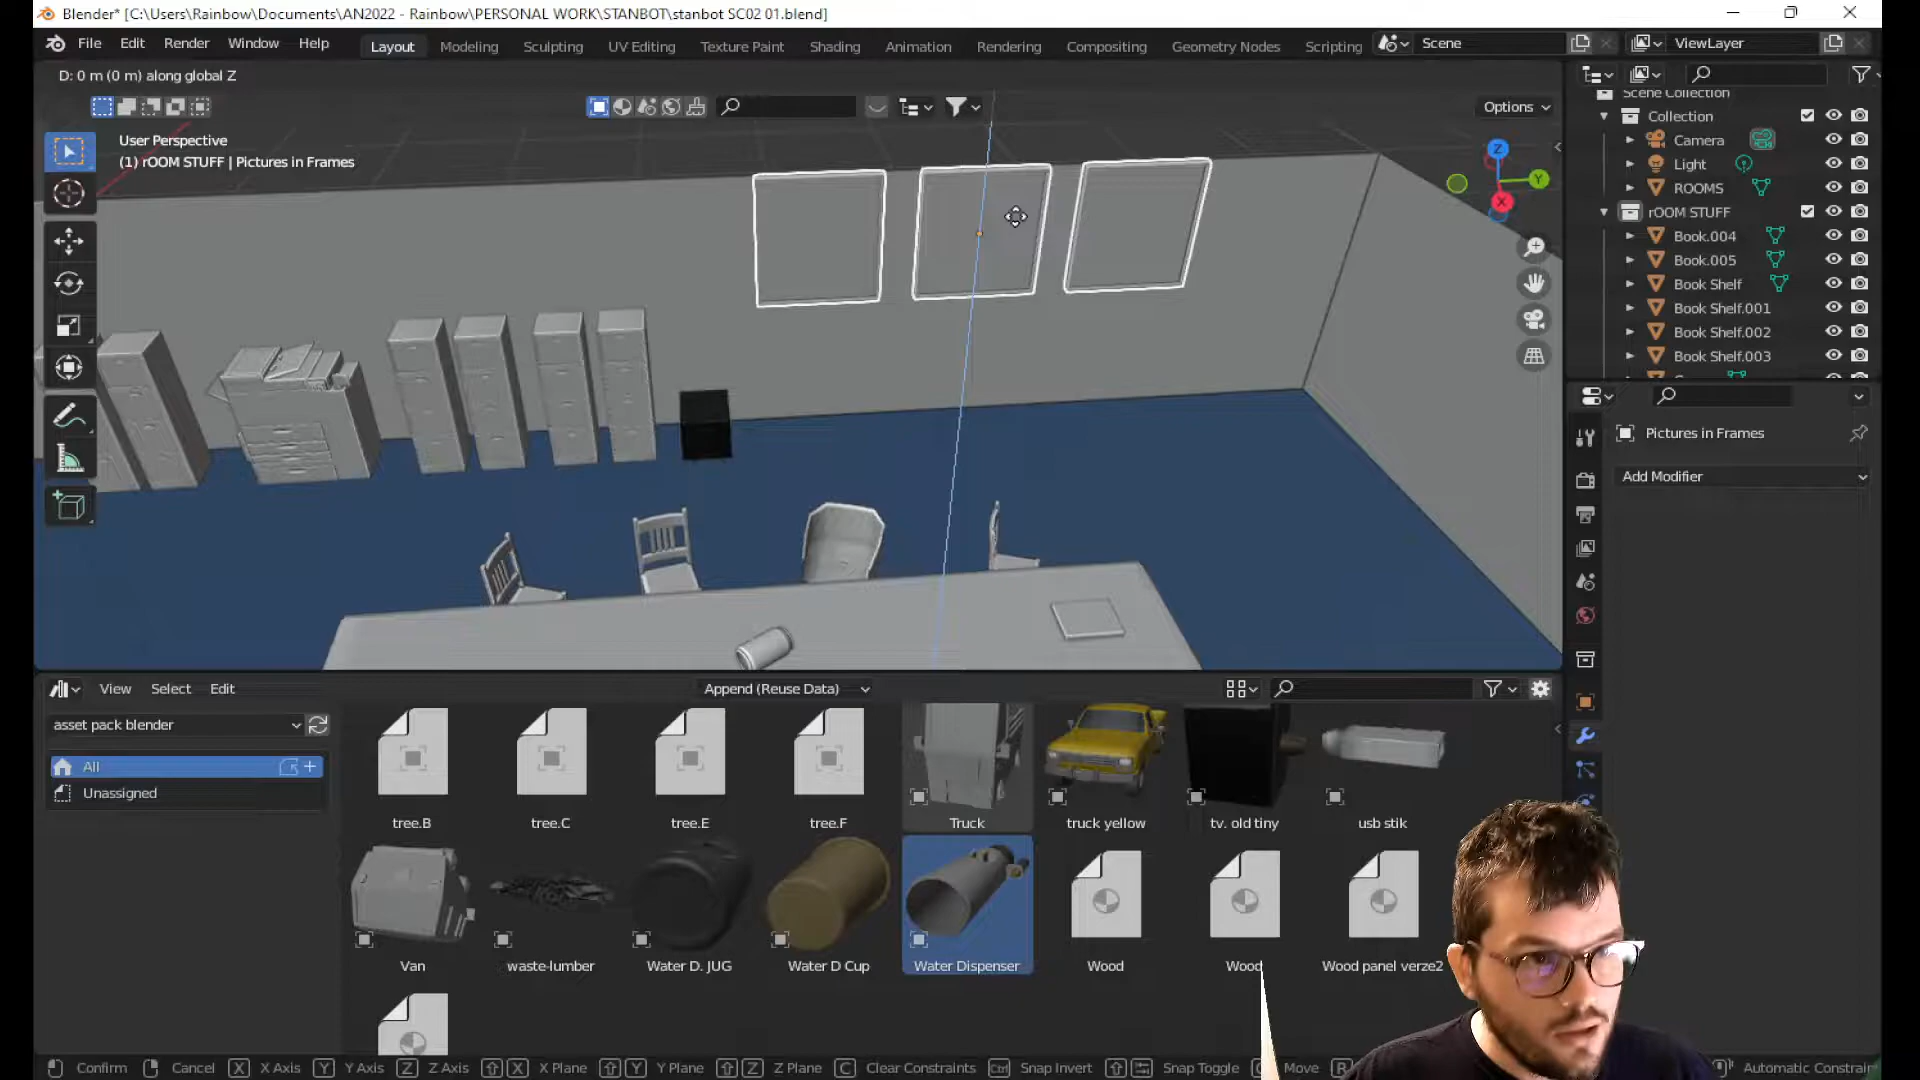 Blender* [C:\Users\Rainbow\Documents\AN2022 - Rainbow\PERSONAL WORK\STANBOT\stanbot SC02 01.blend]
File Edit Render Window Help Layout Modeling Sculpting UV Editing Texture Paint Shading Animation Rendering Compositing Geometry Nodes Scripting Scene ViewLayer
D: 0 m (0 m) along global Z
Options
User Perspective
(1) rOOM STUFF | Pictures in Frames
Z
Y
X
Scene Collection
Collection
Camera
Light
ROOMS
rOOM STUFF
Book.004
Book.005
Book Shelf
Book Shelf.001
Book Shelf.002
Book Shelf.003
Pictures in Frames
Add Modifier
View Select Edit Append (Reuse Data)
asset pack blender
All
Unassigned
tree.B tree.C tree.E tree.F Truck truck yellow tv. old tiny usb stik
Van waste-lumber Water D. JUG Water D Cup Water Dispenser Wood Wood Wood panel verze2
Confirm Cancel X X Axis Y Y Axis Z Z Axis X X Plane Y Y Plane Z Z Plane C Clear Constraints Ctrl Snap Invert Snap Toggle G Move R Automatic Constrain